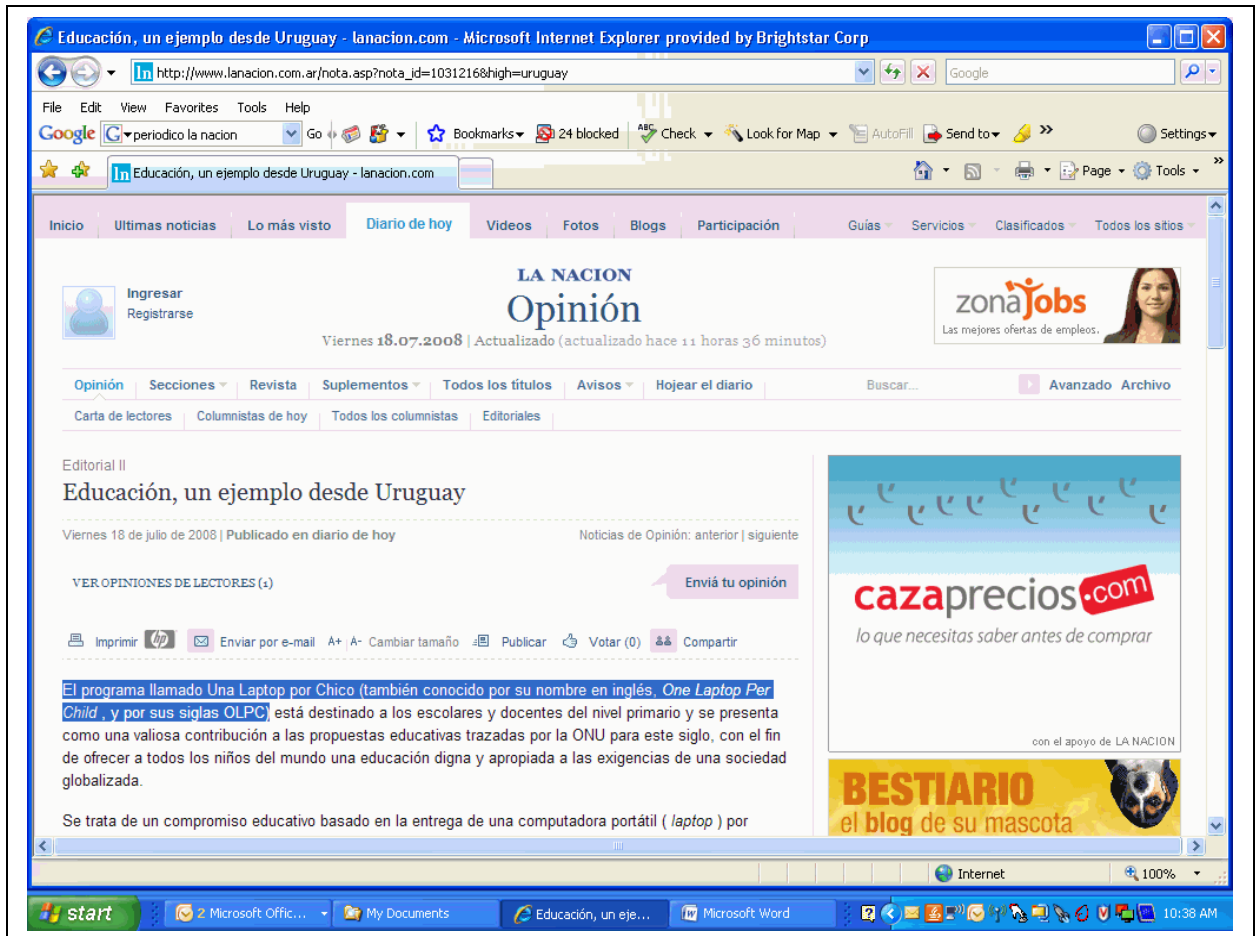 Educación, un ejemplo desde Uruguay - lanacion.com - Microsoft Internet Explorer provided by Brightstar Corp
http://www.lanacion.com.ar/nota.asp?nota_id=1031216&high=uruguay
Google
File Edit View Favorites Tools Help
Google periodico la nacion Go Bookmarks 24 blocked Check Look for Map AutoFill Send to Settings
Educación, un ejemplo desde Uruguay - lanacion.com Page Tools
Inicio Ultimas noticias Lo más visto Diario de hoy Videos Fotos Blogs Participación Guías Servicios Clasificados Todos los sitios
LA NACION
Opinión
Ingresar
Registrarse
Viernes 18.07.2008 | Actualizado (actualizado hace 11 horas 36 minutos)
zonajobs
Las mejores ofertas de empleos.
Opinión Secciones Revista Suplementos Todos los títulos Avisos Hojear el diario Buscar... Avanzado Archivo
Carta de lectores Columnistas de hoy Todos los columnistas Editoriales
Editorial II
Educación, un ejemplo desde Uruguay
Viernes 18 de julio de 2008 | Publicado en diario de hoy Noticias de Opinión: anterior | siguiente
VER OPINIONES DE LECTORES (1) Enviá tu opinión
Imprimir hp Enviar por e-mail A+ A- Cambiar tamaño Publicar Votar (0) Compartir
El programa llamado Una Laptop por Chico (también conocido por su nombre en inglés, One Laptop Per
Child , y por sus siglas OLPC) está destinado a los escolares y docentes del nivel primario y se presenta
como una valiosa contribución a las propuestas educativas trazadas por la ONU para este siglo, con el fin
de ofrecer a todos los niños del mundo una educación digna y apropiada a las exigencias de una sociedad
globalizada.
Se trata de un compromiso educativo basado en la entrega de una computadora portátil ( laptop ) por
cazaprecios.com
lo que necesitas saber antes de comprar
con el apoyo de LA NACION
BESTIARIO
el blog de su mascota
Internet 100%
start 2 Microsoft Offic... My Documents Educación, un eje... Microsoft Word 10:38 AM